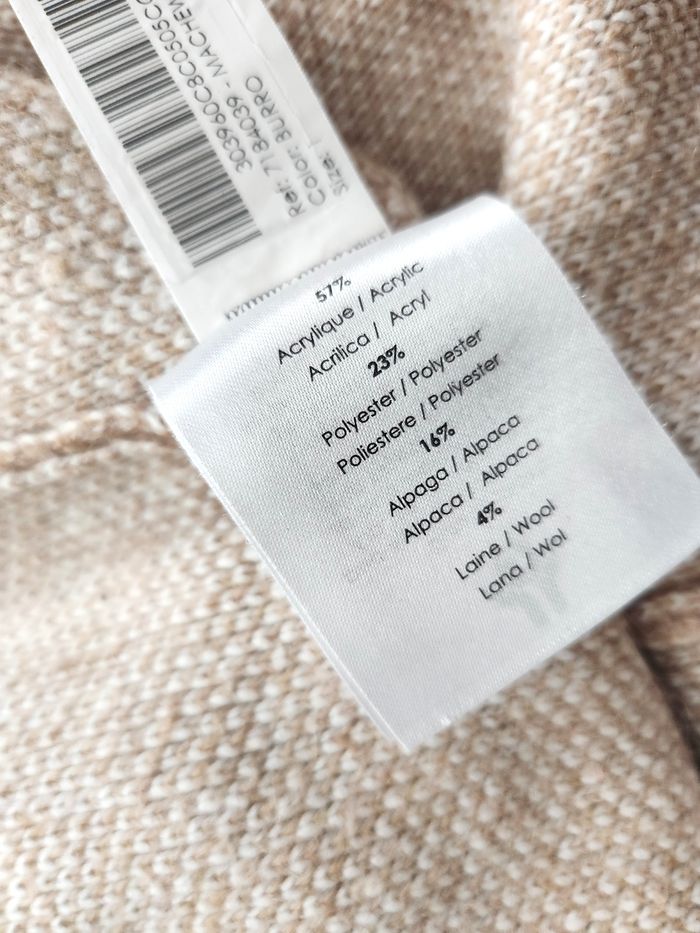 Ref: 7184039 - MACHEW
Color: BURRO
Size: I
57%
Acrylique / Acrylic
Acrilica / Acryl
23%
Polyester / Polyester
Poliestere / Polyester
16%
Alpaga / Alpaca
Alpaca / Alpaca
4%
Laine / Wool
Lana / Wol